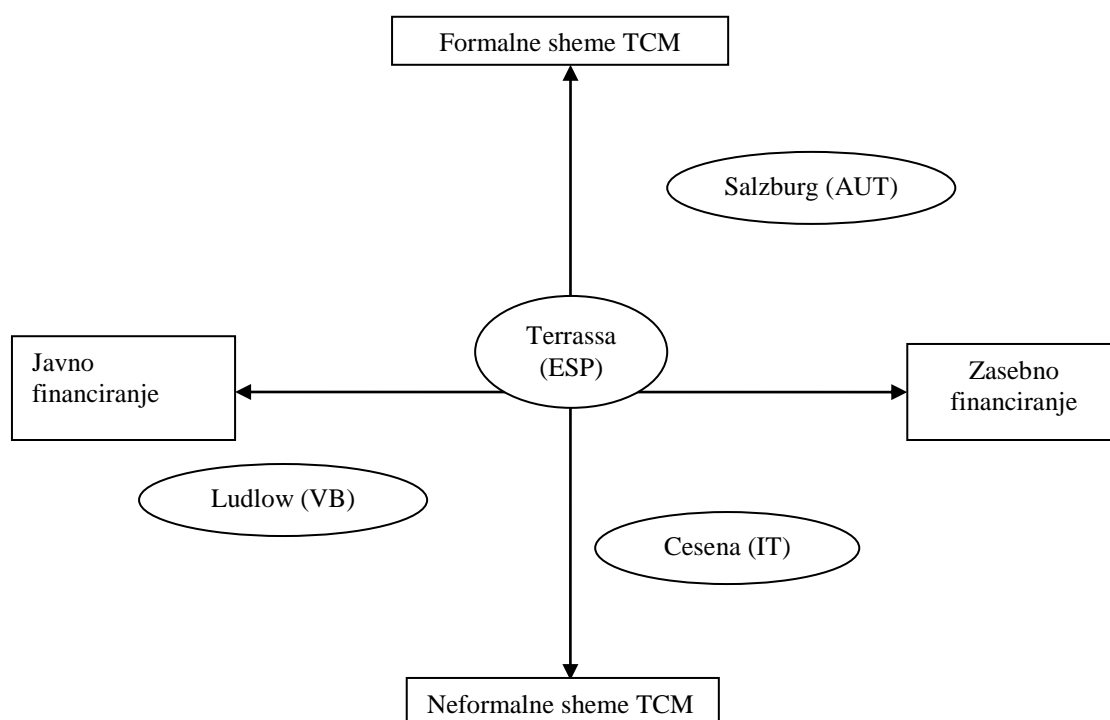 Formalne sheme TCM
Salzburg (AUT)
Terrassa
(ESP)
Javno
financiranje
Zasebno
financiranje
Ludlow (VB)
Cesena (IT)
Neformalne sheme TCM